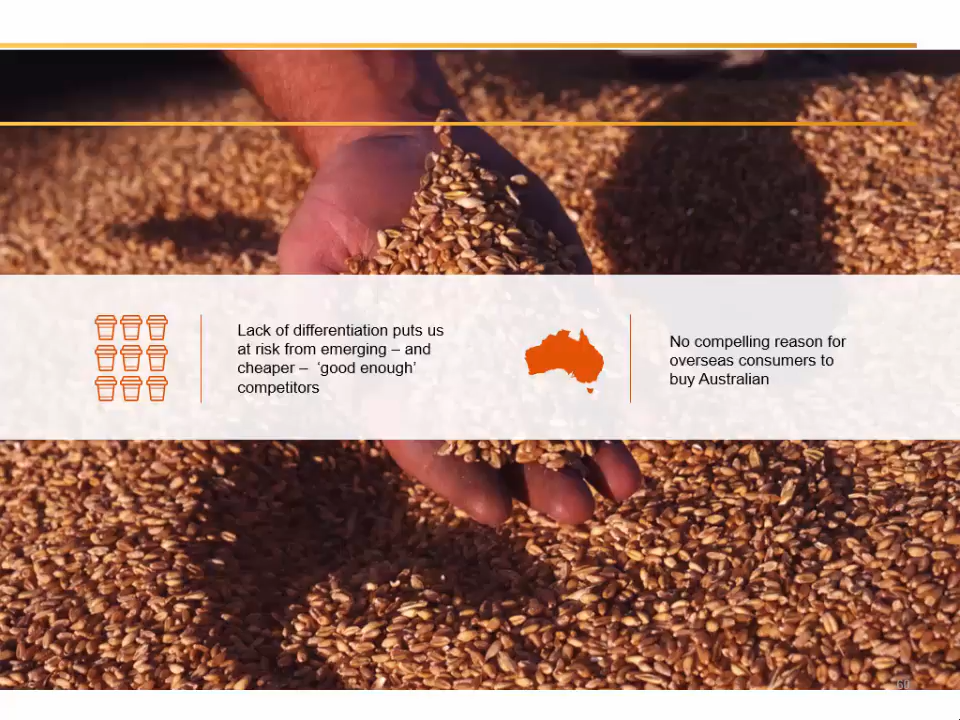 Lack of differentiation puts us
at risk from emerging – and
cheaper – ‘good enough’
competitors
No compelling reason for
overseas consumers to
buy Australian